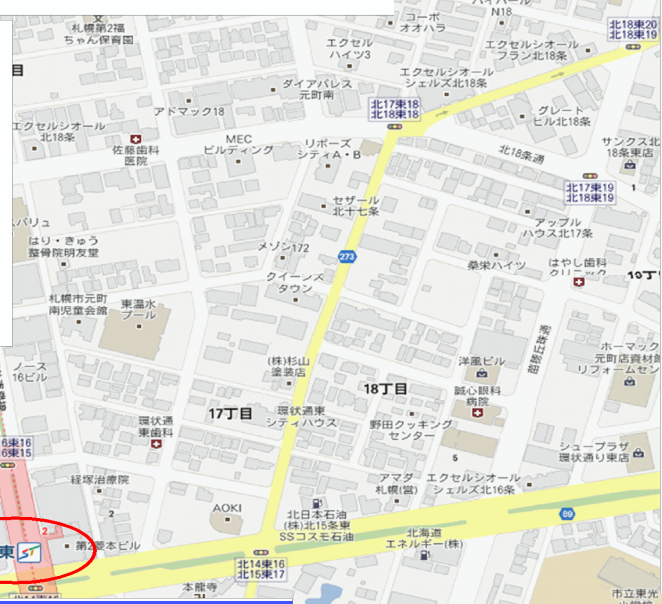 ハイパール
N18
コーポ
オオハラ
北18東20
北18東19
札幌第2福
ちゃん保育園
エクセル
ハイツ3
エクセルシオール
フラン北18条
目
ダイアパレス
元町南
エクセルシオール
シェルズ北18条
アドマック18
北17東18
北18東18
グレート
ビル北18条
エクセルシオール
北18条
佐藤歯科
医院
MEC
ビルディング
リボーズ
シティA・B
北18条通
サンクス北
18条東店
北17東19
北18東19
1
セザール
北十七条
アップル
ハウス北17条
バリュ
はり・きゅう
整骨院明友堂
メゾン172
273
桑栄ハイツ
はやし歯科
クリニック
19丁目
クイーンズ
タウン
札幌市元町
南児童会館
東温水
プール
苗穂丘珠通
ノース
16ビル
(株)杉山
塗装店
洋風ビル
ホーマック
元町店資材館
リフォームセン
17丁目
18丁目
誠心眼科
病院
環状通
東歯科
環状通東
シティハウス
野田クッキング
センター
6東16
6東15
5
シュープラザ
環状通り東店
経塚治療院
アマダ
札幌(営)
エクセルシオール
シェルズ北16条
2
AOKI
北日本石油
(株)北15条東
SSコスモ石油
89
2
東
ST
第2菱本ビル
北海道
エネルギー(株)
北14東16
北15東17
本龍寺
市立東光